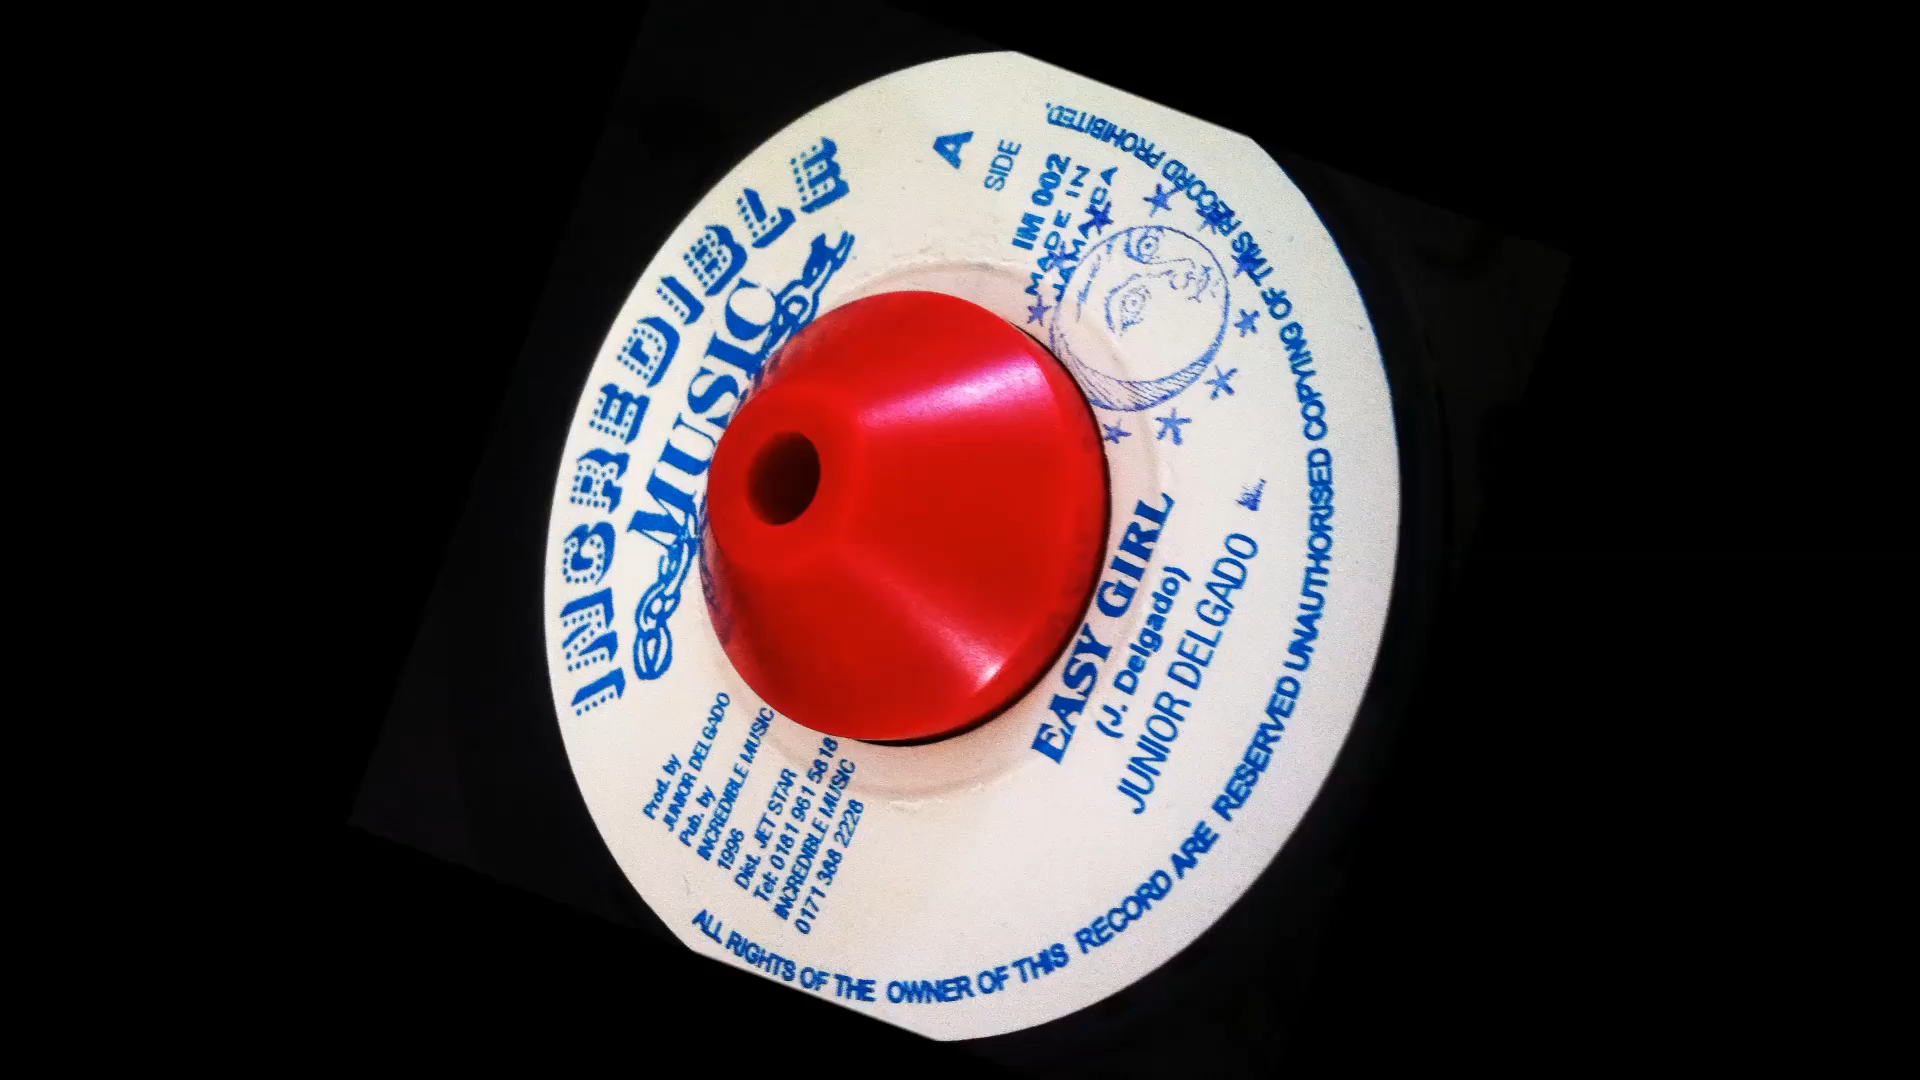 INCREDIBLE
MUSIC
A
SIDE
IM 002
MADE IN
JAMAICA
Prod. by
JUNIOR DELGADO
Pub. by
INCREDIBLE MUSIC
1996
Dist. JET STAR
Tel: 0181 961 5818
INCREDIBLE MUSIC
0171 388 2228
EASY GIRL
(J. Delgado)
JUNIOR DELGADO
ALL RIGHTS OF THE OWNER OF THIS RECORD ARE RESERVED UNAUTHORISED COPYING OF THIS RECORD PROHIBITED.